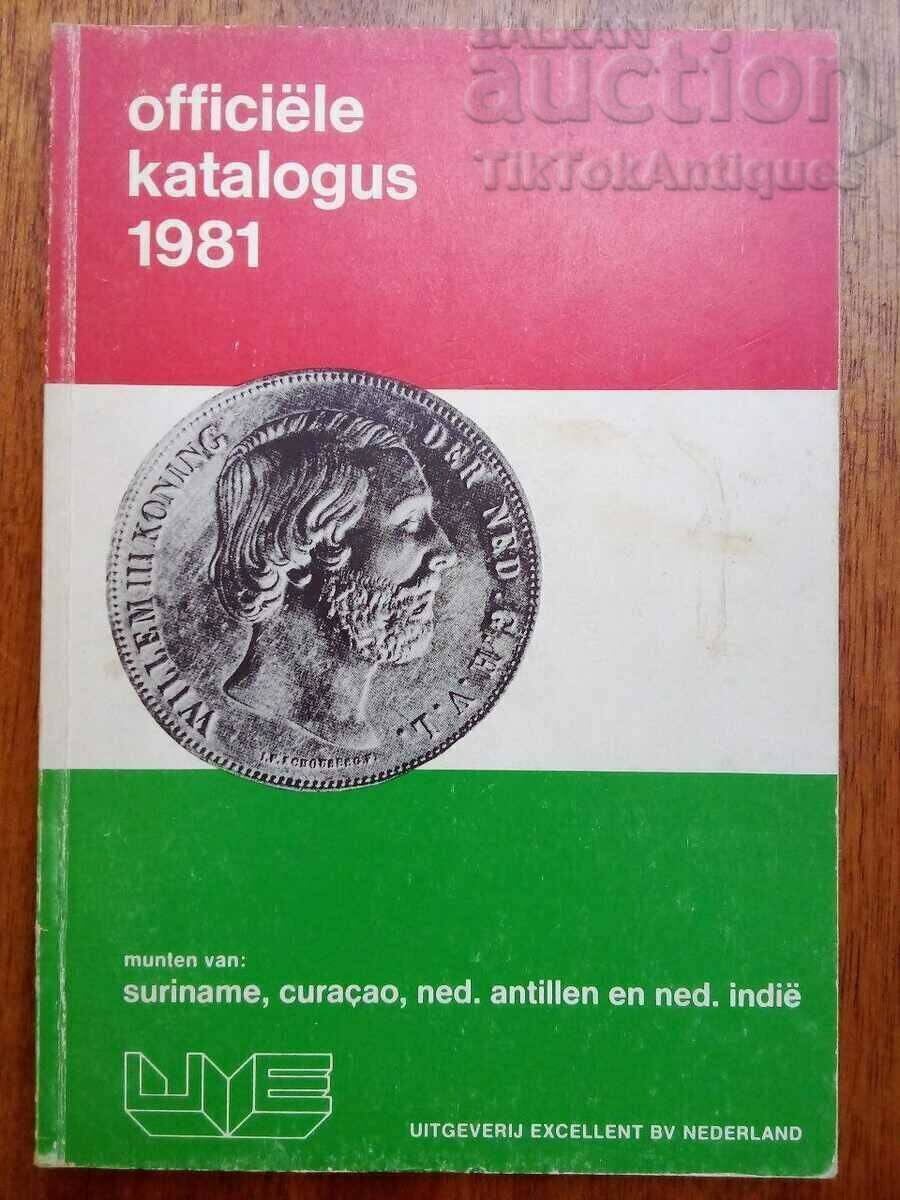 BALKAN
auction
TikTokAntiques
officiële
katalogus
1981
WILLEM III KONING DER NED. G.H.V.L.
munten van:
suriname, curaçao, ned. antillen en ned. indië
UYE
UITGEVERIJ EXCELLENT BV NEDERLAND